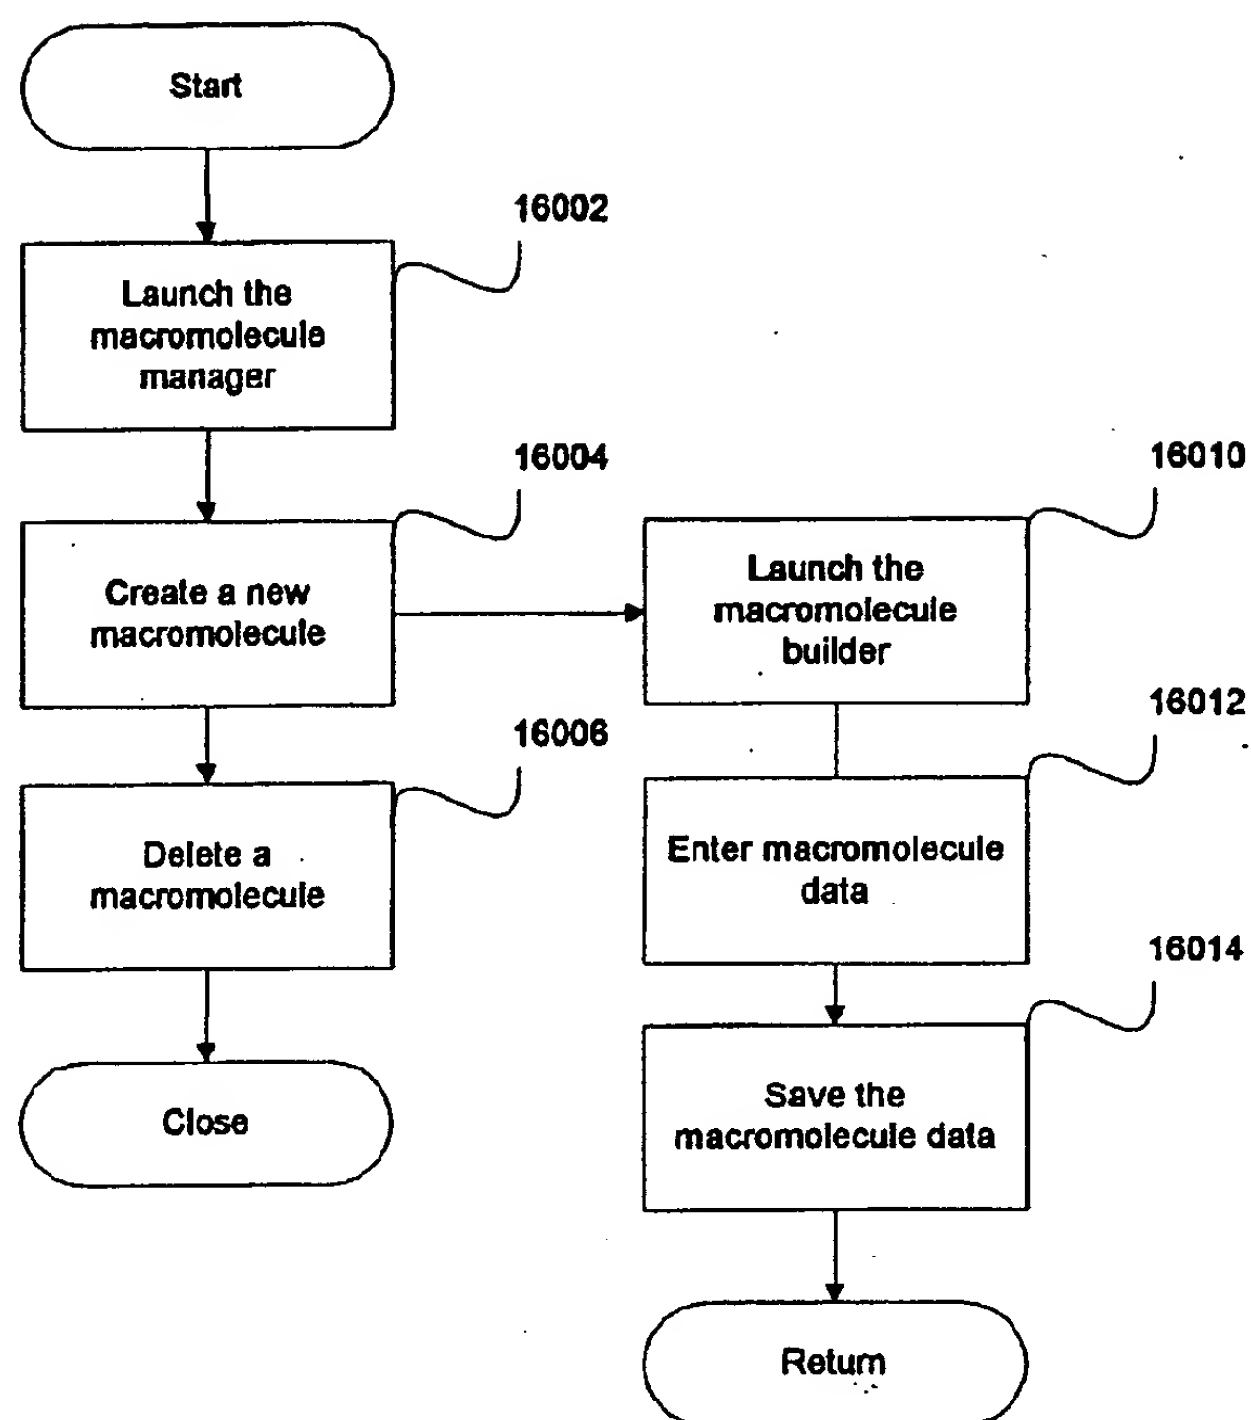 Start
16002
Launch the
macromolecule
manager
16004
Create a new
macromolecule
16006
Delete a
macromolecule
Close
16010
Launch the
macromolecule
builder
16012
Enter macromolecule
data
16014
Save the
macromolecule data
Return